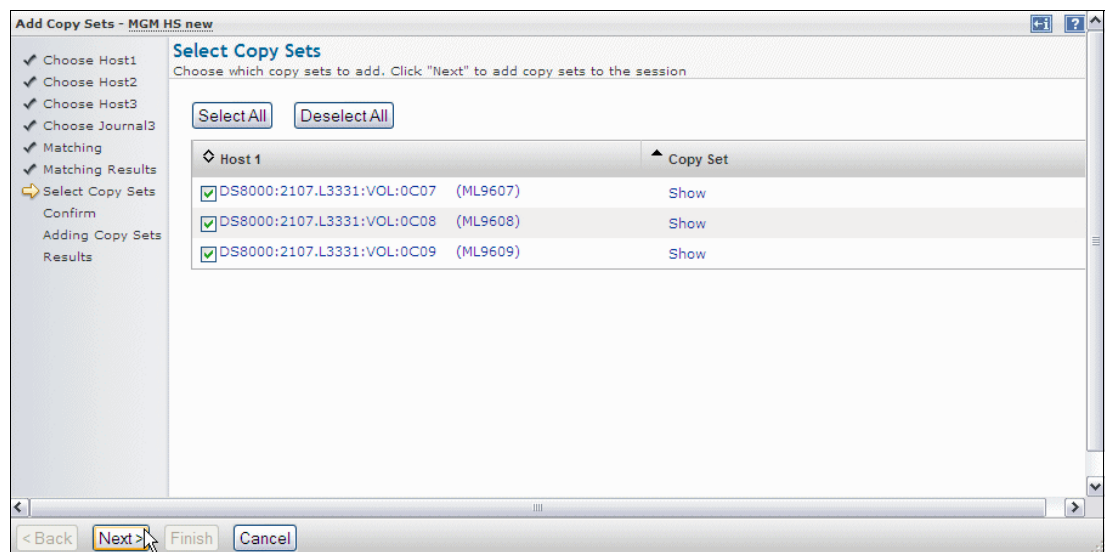 Add Copy Sets - MGM HS new
?
Choose Host1
Choose Host2
Choose Host3
Choose Journal3
Matching
Matching Results
Select Copy Sets
Confirm
Adding Copy Sets
Results
Select Copy Sets
Choose which copy sets to add. Click "Next" to add copy sets to the session
Select All Deselect All
Host 1 Copy Set
DS8000:2107.L3331:VOL:0C07 (ML9607) Show
DS8000:2107.L3331:VOL:0C08 (ML9608) Show
DS8000:2107.L3331:VOL:0C09 (ML9609) Show
< Back Next > Finish Cancel